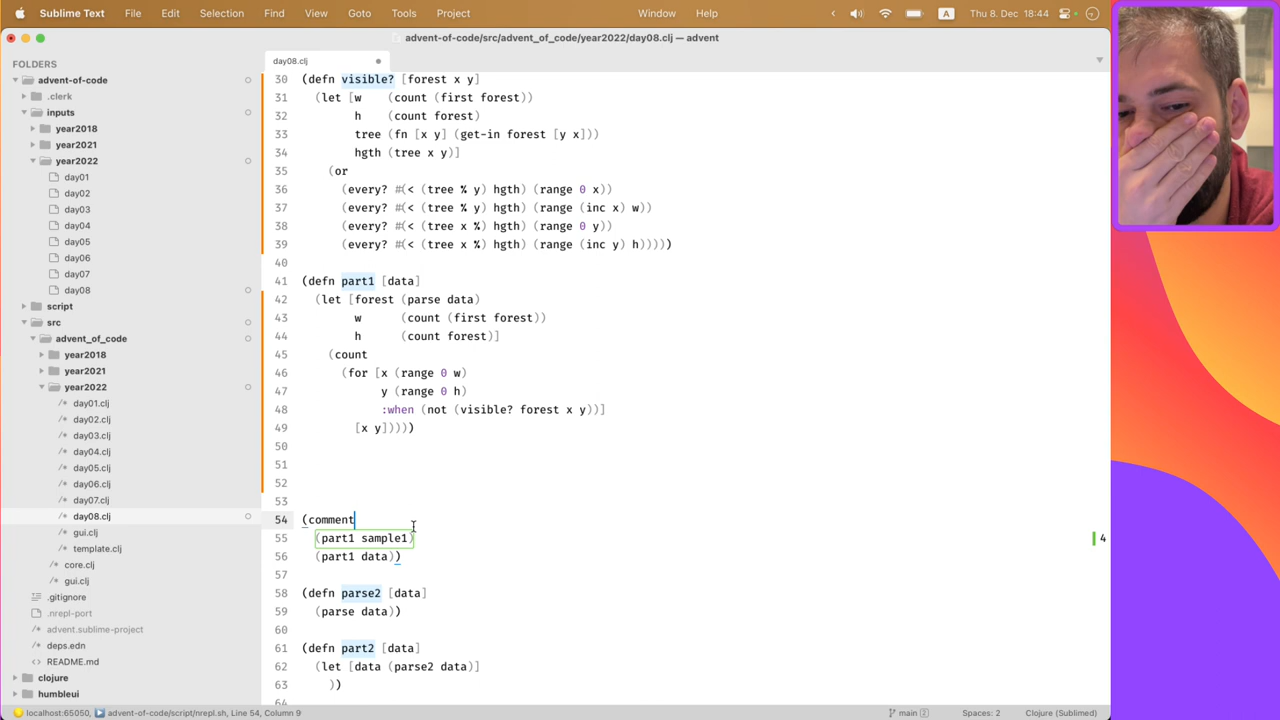 Sublime Text File Edit Selection Find View Goto Tools Project Window Help A Thu 8. Dec 18:44
advent-of-code/src/advent_of_code/year2022/day08.clj — advent
FOLDERS
advent-of-code
.clerk
inputs
year2018
year2021
year2022
day01
day02
day03
day04
day05
day06
day07
day08
script
src
advent_of_code
year2018
year2021
year2022
/* day01.clj
/* day02.clj
/* day03.clj
/* day04.clj
/* day05.clj
/* day06.clj
/* day07.clj
/* day08.clj
/* gui.clj
/* template.clj
/* core.clj
/* gui.clj
.gitignore
.nrepl-port
advent.sublime-project
deps.edn
README.md
clojure
humbleui
day08.clj
30 (defn visible? [forest x y]
31 (let [w (count (first forest))
32 h (count forest)
33 tree (fn [x y] (get-in forest [y x]))
34 hgth (tree x y)]
35 (or
36 (every? #(< (tree % y) hgth) (range 0 x))
37 (every? #(< (tree % y) hgth) (range (inc x) w))
38 (every? #(< (tree x %) hgth) (range 0 y))
39 (every? #(< (tree x %) hgth) (range (inc y) h)))))
40
41 (defn part1 [data]
42 (let [forest (parse data)
43 w (count (first forest))
44 h (count forest)]
45 (count
46 (for [x (range 0 w)
47 y (range 0 h)
48 :when (not (visible? forest x y))]
49 [x y]))))
50
51
52
53
54 (comment
55 (part1 sample1) 4
56 (part1 data))
57
58 (defn parse2 [data]
59 (parse data))
60
61 (defn part2 [data]
62 (let [data (parse2 data)]
63 ))
64
localhost:65050, advent-of-code/script/nrepl.sh, Line 54, Column 9 main 2 Spaces: 2 Clojure (Sublimed)